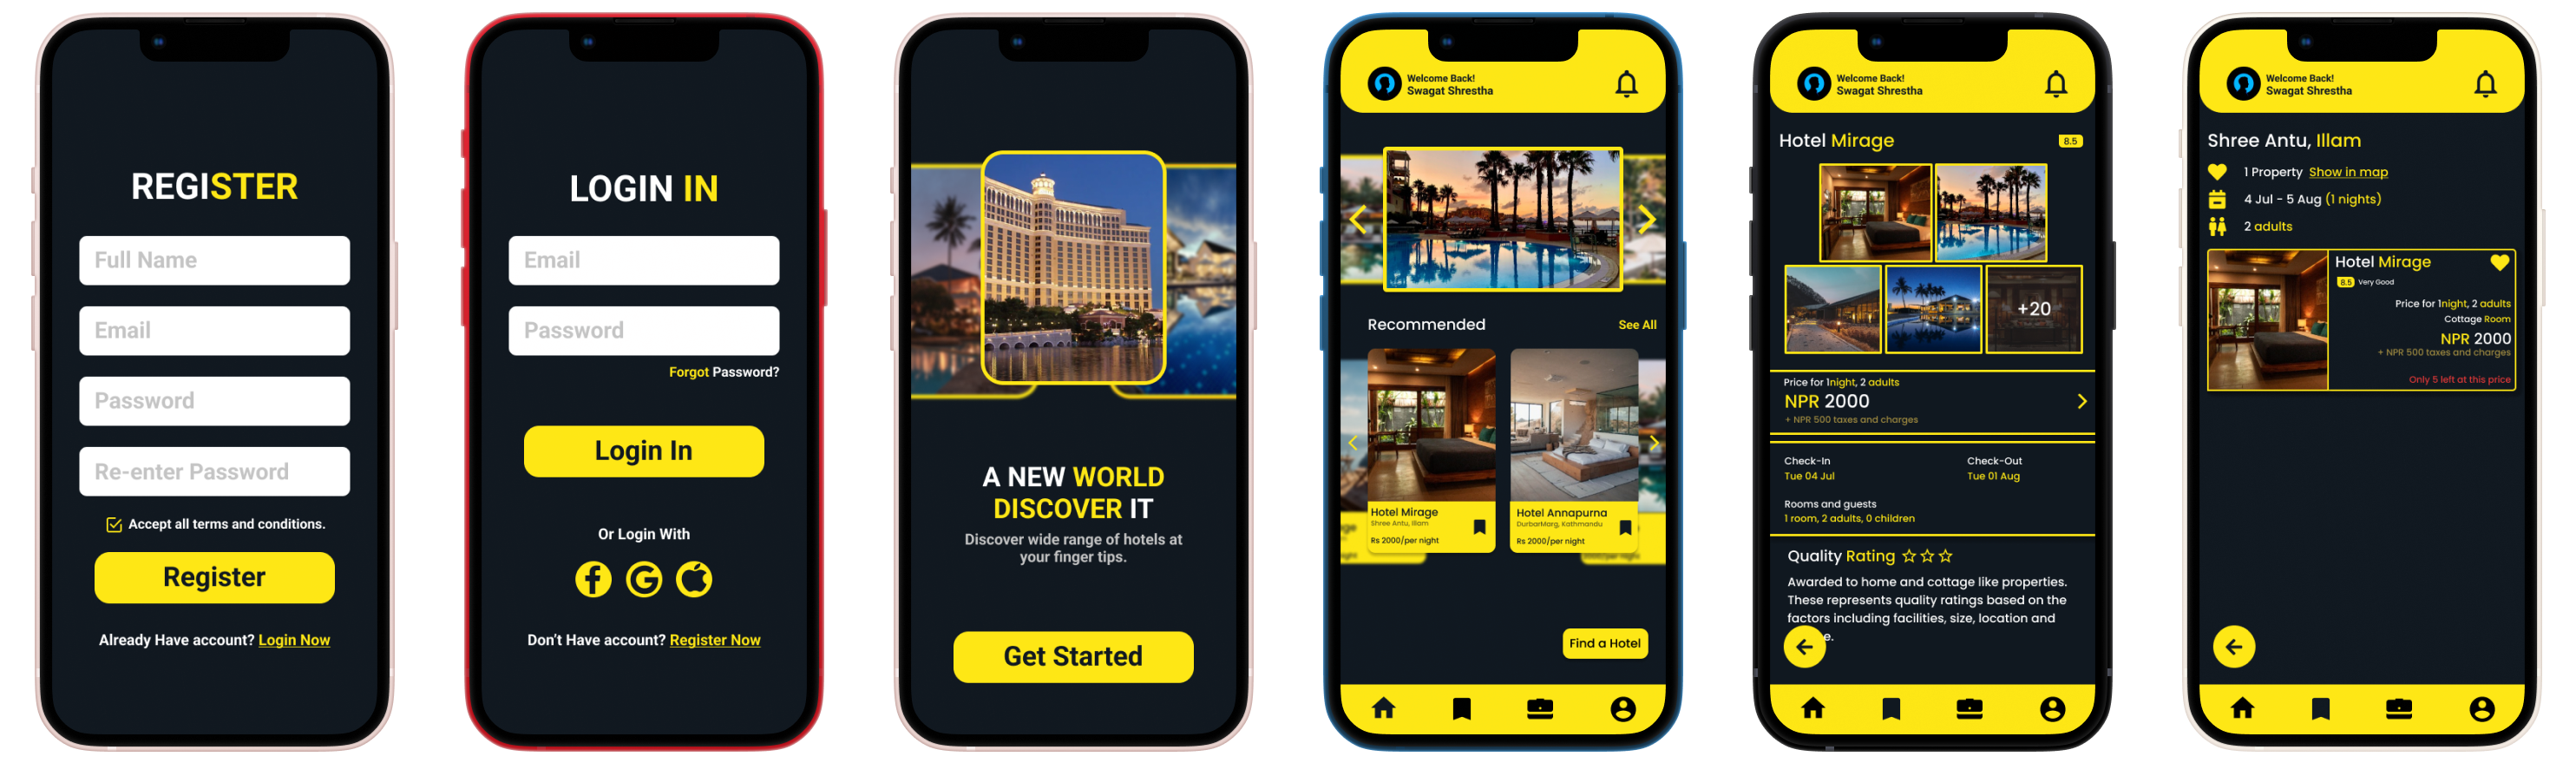 REGISTER
Full Name
Email
Password
Re-enter Password
Accept all terms and conditions.
Register
Already Have account? Login Now
LOGIN IN
Email
Password
Forgot Password?
Login In
Or Login With
Don't Have account? Register Now
A NEW WORLD
DISCOVER IT
Discover wide range of hotels at
your finger tips.
Get Started
Welcome Back!
Swagat Shrestha
Recommended
See All
Hotel Mirage
Shree Antu, Illam
Rs 2000/per night
Hotel Annapurna
DurbarMarg, Kathmandu
Rs 2000/per night
Find a Hotel
Welcome Back!
Swagat Shrestha
Hotel Mirage
8.5
+20
Price for 1night, 2 adults
NPR 2000
+ NPR 500 taxes and charges
Check-In
Tue 04 Jul
Check-Out
Tue 01 Aug
Rooms and guests
1 room, 2 adults, 0 children
Quality Rating
Awarded to home and cottage like properties.
These represents quality ratings based on the
factors including facilities, size, location and
Welcome Back!
Swagat Shrestha
Shree Antu, Illam
1 Property Show in map
4 Jul - 5 Aug (1 nights)
2 adults
Hotel Mirage
8.5 Very Good
Price for 1night, 2 adults
Cottage Room
NPR 2000
+ NPR 500 taxes and charges
Only 5 left at this price